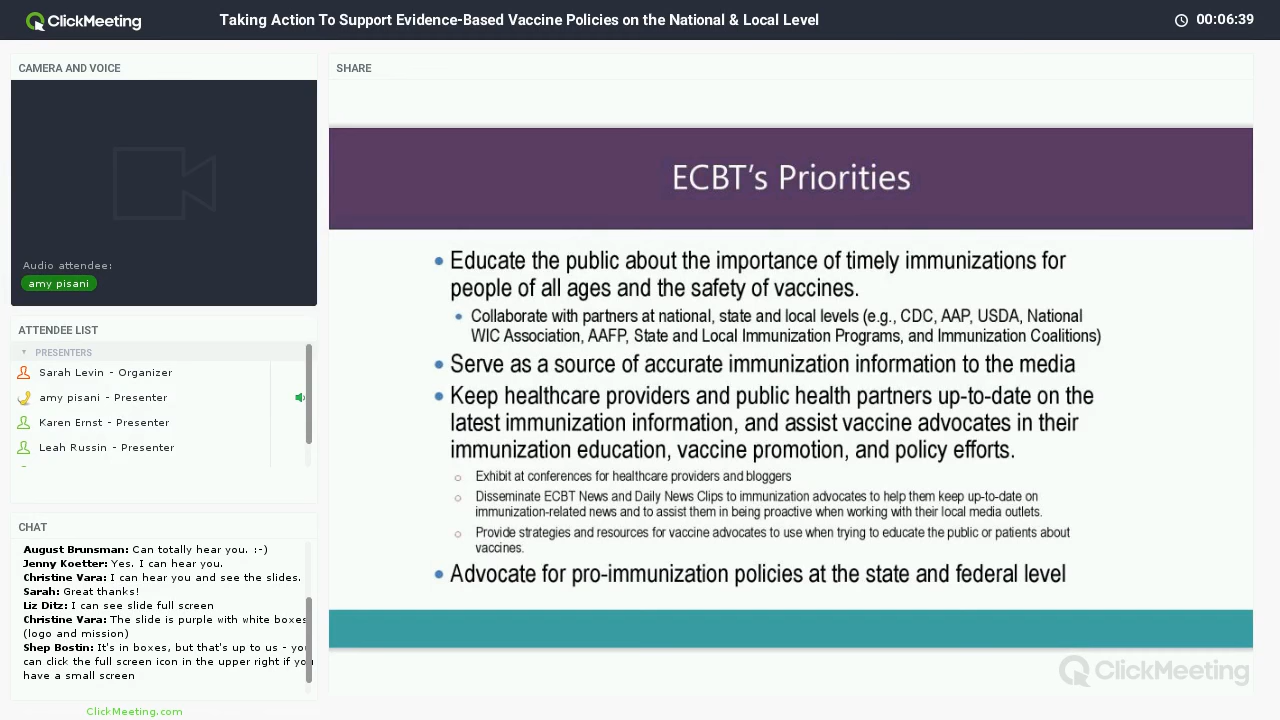 ClickMeeting
Taking Action To Support Evidence-Based Vaccine Policies on the National & Local Level
00:06:39
CAMERA AND VOICE
Audio attendee:
amy pisani
ATTENDEE LIST
PRESENTERS
Sarah Levin - Organizer
amy pisani - Presenter
Karen Ernst - Presenter
Leah Russin - Presenter
CHAT
August Brunsman: Can totally hear you. :-)
Jenny Koetter: Yes. I can hear you.
Christine Vara: I can hear you and see the slides.
Sarah: Great thanks!
Liz Ditz: I can see slide full screen
Christine Vara: The slide is purple with white boxes
(logo and mission)
Shep Bostin: It's in boxes, but that's up to us - you
can click the full screen icon in the upper right if you
have a small screen
ClickMeeting.com
SHARE
ECBT's Priorities
Educate the public about the importance of timely immunizations for
people of all ages and the safety of vaccines.
Collaborate with partners at national, state and local levels (e.g., CDC, AAP, USDA, National
WIC Association, AAFP, State and Local Immunization Programs, and Immunization Coalitions)
Serve as a source of accurate immunization information to the media
Keep healthcare providers and public health partners up-to-date on the
latest immunization information, and assist vaccine advocates in their
immunization education, vaccine promotion, and policy efforts.
Exhibit at conferences for healthcare providers and bloggers
Disseminate ECBT News and Daily News Clips to immunization advocates to help them keep up-to-date on
immunization-related news and to assist them in being proactive when working with their local media outlets.
Provide strategies and resources for vaccine advocates to use when trying to educate the public or patients about
vaccines.
Advocate for pro-immunization policies at the state and federal level
ClickMeeting